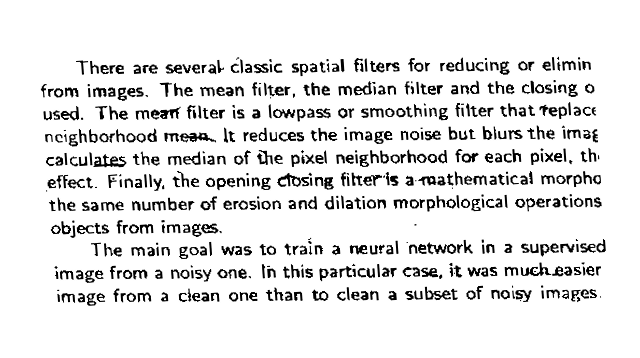 There are several classic spatial filters for reducing or elimin
from images. The mean filter, the median filter and the closing o
used. The mean filter is a lowpass or smoothing filter that replace
neighborhood mean. It reduces the image noise but blurs the imag
calculates the median of the pixel neighborhood for each pixel, th
effect. Finally, the opening closing filter is a mathematical morpho
the same number of erosion and dilation morphological operations
objects from images.
The main goal was to train a neural network in a supervised
image from a noisy one. In this particular case, it was much easier
image from a clean one than to clean a subset of noisy images.